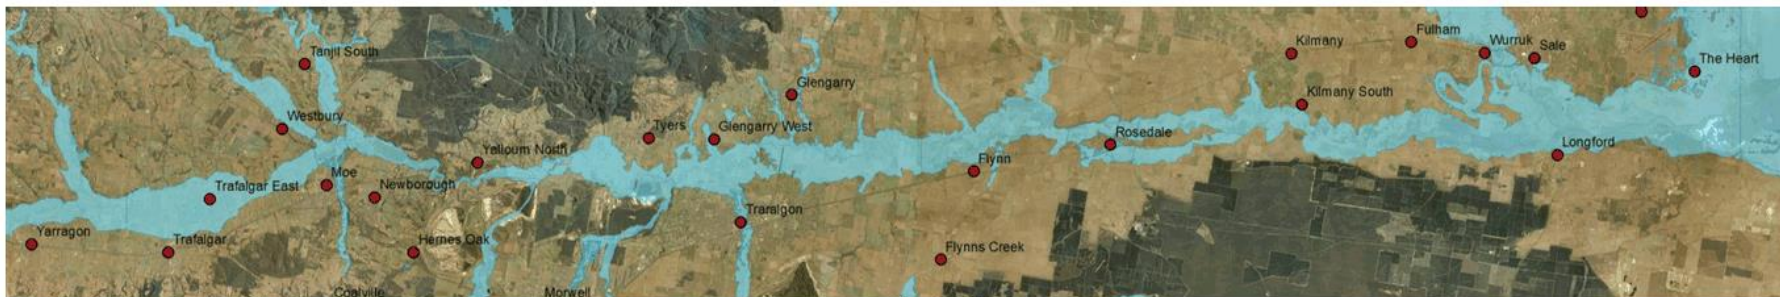 Tanjil South
Kilmany
Fulham
Wurruk
Sale
The Heart
Glengarry
Kilmany South
Westbury
Tyers
Glengarry West
Rosedale
Longford
Yallourn North
Flynn
Moe
Trafalgar East
Newborough
Traralgon
Yarragon
Trafalgar
Hernes Oak
Flynns Creek
Coalville
Morwell